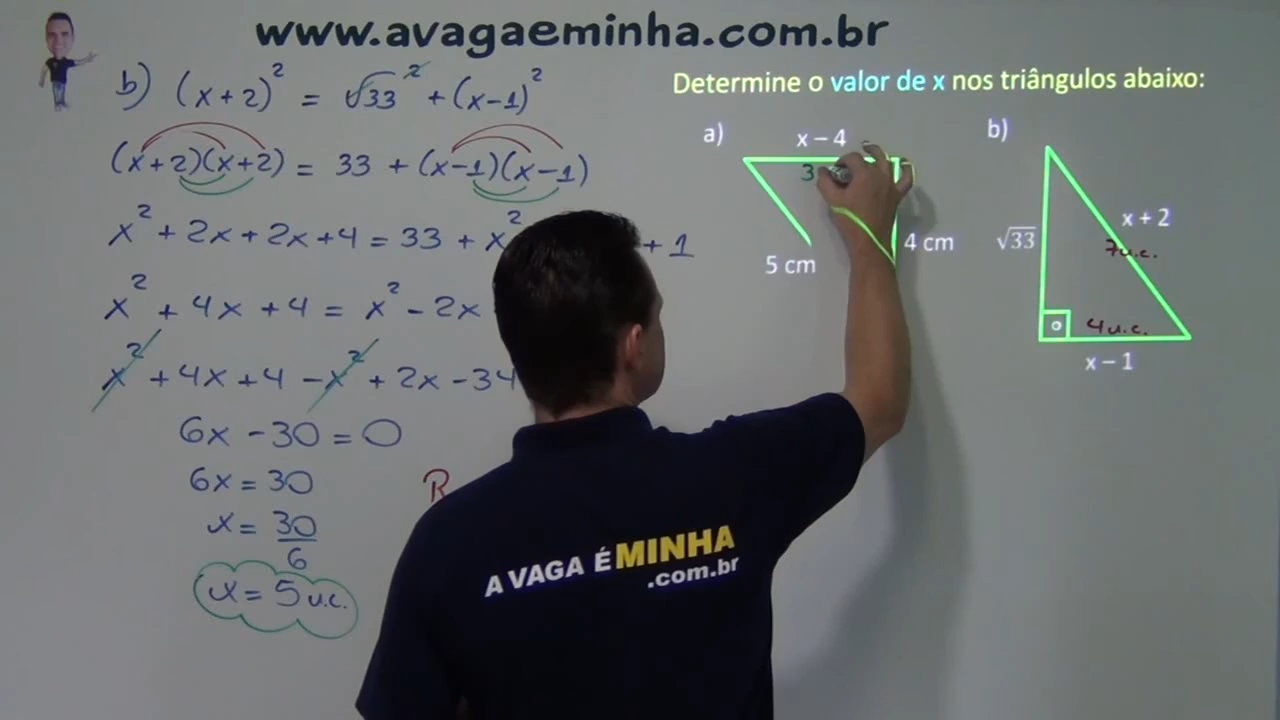 www.avagaeminha.com.br
b) (x+2)² = √33² + (x-1)²
(x+2)(x+2) = 33 + (x-1)(x-1)
x² + 2x + 2x + 4 = 33 + x² + 1
x² + 4x + 4 = x² - 2x
x² + 4x + 4 - x² + 2x - 34
6x - 30 = 0
6x = 30
R
x = 30/6
x = 5 u.c.
Determine o valor de x nos triângulos abaixo:
a)
x – 4
3
5 cm
4 cm
b)
√33
x + 2
7u.c.
4u.c.
x – 1
A VAGA É MINHA
.com.br